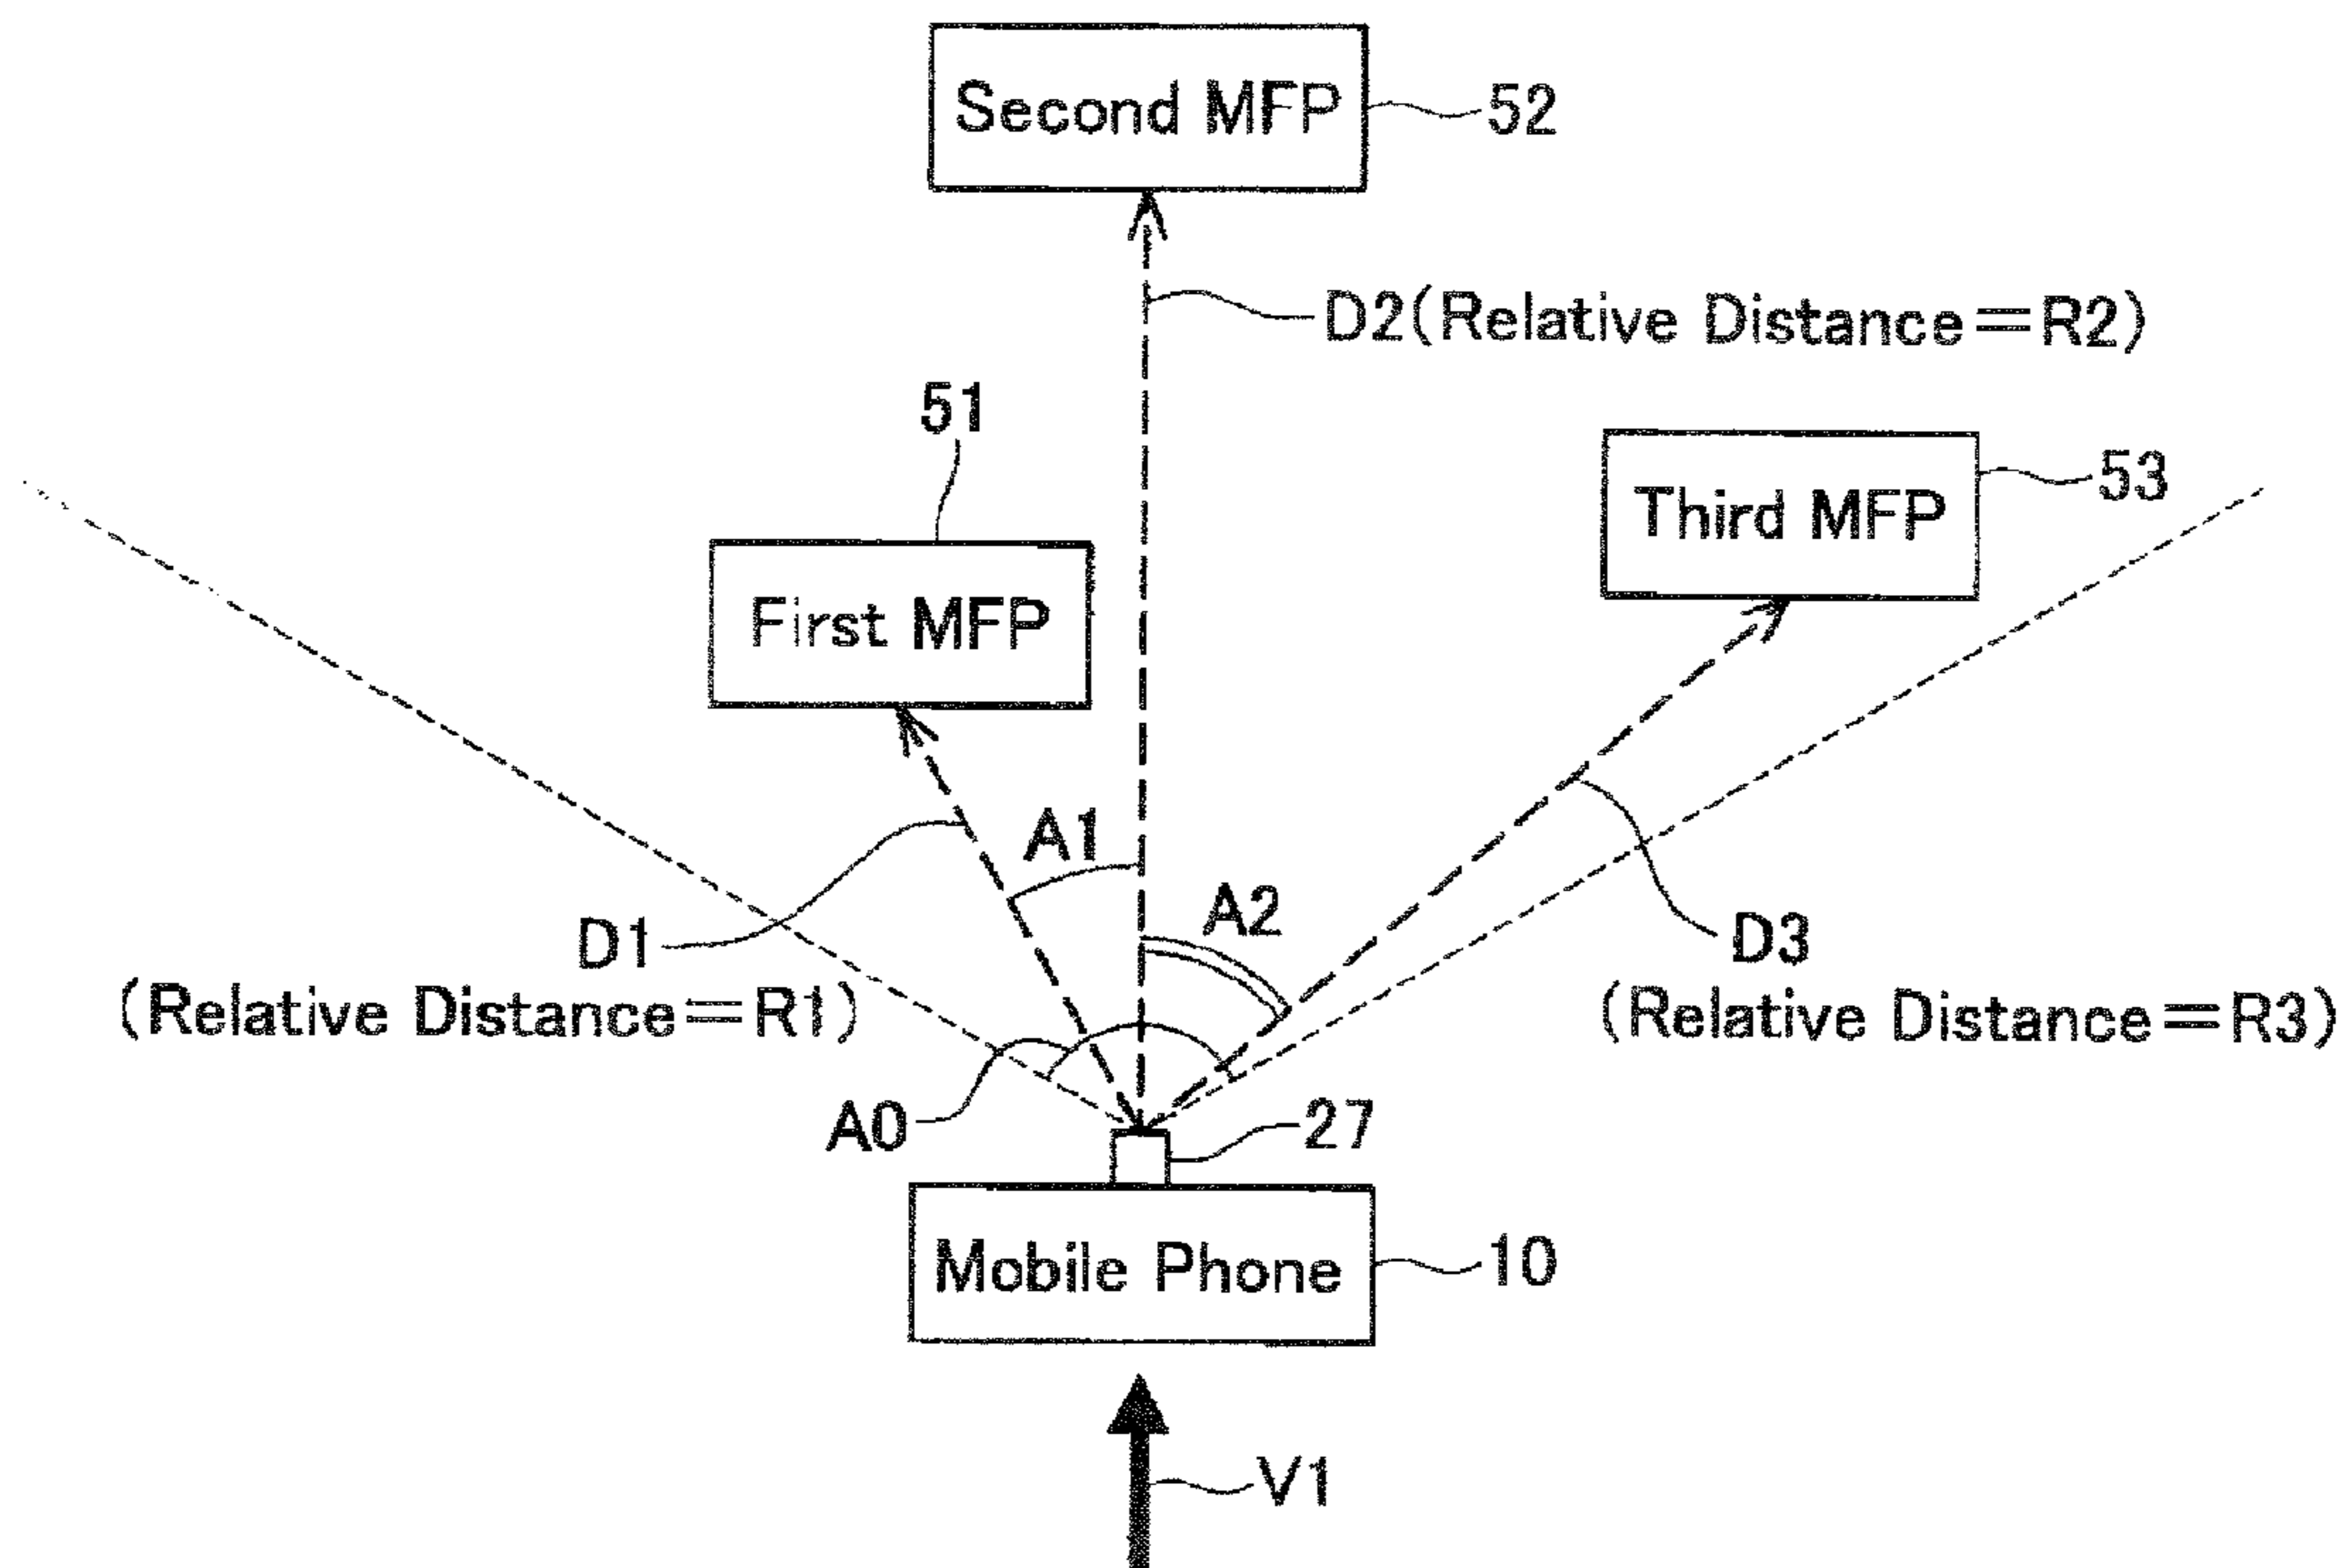 Second MFP
52
D2(Relative Distance=R2)
51
53
Third MFP
First MFP
A1
A2
D1
(Relative Distance=R1)
D3
(Relative Distance=R3)
A0
27
Mobile Phone
10
V1